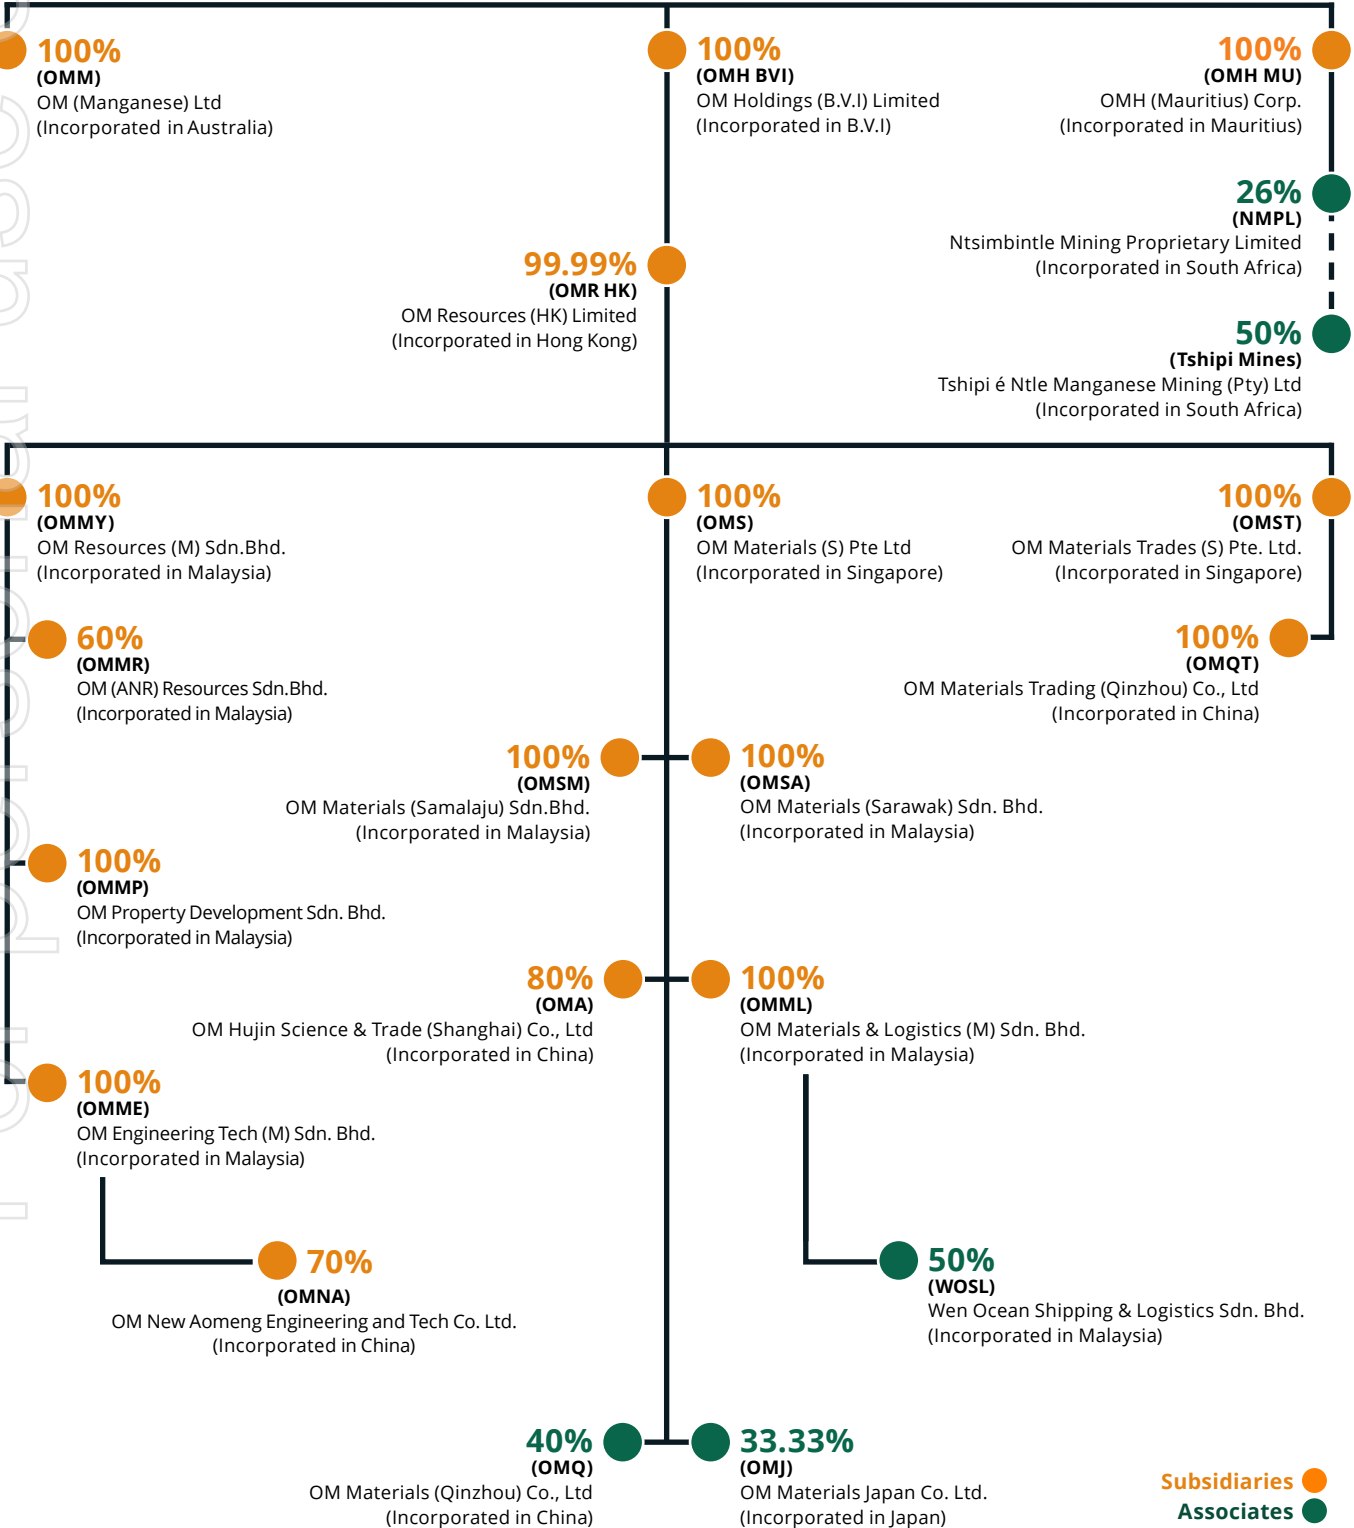 100%
(OMM)
OM (Manganese) Ltd
(Incorporated in Australia)
100%
(OMH BVI)
OM Holdings (B.V.I) Limited
(Incorporated in B.V.I)
100%
(OMH MU)
OMH (Mauritius) Corp.
(Incorporated in Mauritius)
26%
(NMPL)
Ntsimbintle Mining Proprietary Limited
(Incorporated in South Africa)
99.99%
(OMR HK)
OM Resources (HK) Limited
(Incorporated in Hong Kong)
50%
(Tshipi Mines)
Tshipi é Ntle Manganese Mining (Pty) Ltd
(Incorporated in South Africa)
100%
(OMMY)
OM Resources (M) Sdn.Bhd.
(Incorporated in Malaysia)
100%
(OMS)
OM Materials (S) Pte Ltd
(Incorporated in Singapore)
100%
(OMST)
OM Materials Trades (S) Pte. Ltd.
(Incorporated in Singapore)
60%
(OMMR)
OM (ANR) Resources Sdn.Bhd.
(Incorporated in Malaysia)
100%
(OMQT)
OM Materials Trading (Qinzhou) Co., Ltd
(Incorporated in China)
100%
(OMSM)
OM Materials (Samalaju) Sdn.Bhd.
(Incorporated in Malaysia)
100%
(OMSA)
OM Materials (Sarawak) Sdn. Bhd.
(Incorporated in Malaysia)
100%
(OMMP)
OM Property Development Sdn. Bhd.
(Incorporated in Malaysia)
80%
(OMA)
OM Hujin Science & Trade (Shanghai) Co., Ltd
(Incorporated in China)
100%
(OMML)
OM Materials & Logistics (M) Sdn. Bhd.
(Incorporated in Malaysia)
100%
(OMME)
OM Engineering Tech (M) Sdn. Bhd.
(Incorporated in Malaysia)
70%
(OMNA)
OM New Aomeng Engineering and Tech Co. Ltd.
(Incorporated in China)
50%
(WOSL)
Wen Ocean Shipping & Logistics Sdn. Bhd.
(Incorporated in Malaysia)
40%
(OMQ)
OM Materials (Qinzhou) Co., Ltd
(Incorporated in China)
33.33%
(OMJ)
OM Materials Japan Co. Ltd.
(Incorporated in Japan)
Subsidiaries
Associates